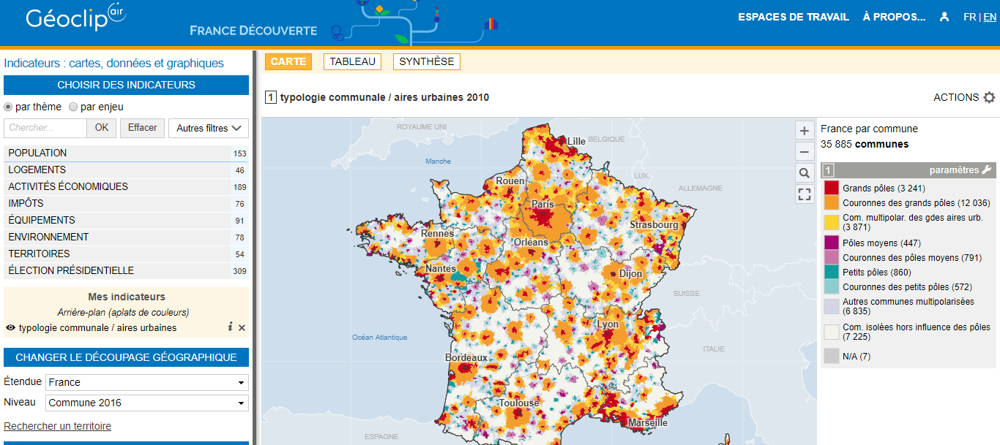 Géoclip air
FRANCE DÉCOUVERTE
ESPACES DE TRAVAIL
À PROPOS...
FR | EN
Indicateurs : cartes, données et graphiques
CHOISIR DES INDICATEURS
par thème par enjeu
Chercher... OK Effacer Autres filtres
POPULATION 153
LOGEMENTS 46
ACTIVITÉS ÉCONOMIQUES 189
IMPÔTS 76
ÉQUIPEMENTS 91
ENVIRONNEMENT 78
TERRITOIRES 54
ÉLECTION PRÉSIDENTIELLE 309
Mes indicateurs
Arrière-plan (aplats de couleurs)
typologie communale / aires urbaines i ×
CHANGER LE DÉCOUPAGE GÉOGRAPHIQUE
Étendue France
Niveau Commune 2016
Rechercher un territoire
CARTE TABLEAU SYNTHÈSE
1 typologie communale / aires urbaines 2010
ACTIONS
ROYAUME UNI
Lille
BELGIQUE
Manche
Rouen
LUX.
ALLEMAGNE
Paris
Strasbourg
Rennes
Orléans
Nantes
Dijon
SUISSE
Lyon
Océan Atlantique
ITALIE
Bordeaux
Toulouse
Marseille
ESPAGNE
+
−
France par commune
35 885 communes
1 paramètres
Grands pôles (3 241)
Couronnes des grands pôles (12 036)
Com. multipolar. des gdes aires urb.
(3 871)
Pôles moyens (447)
Couronnes des pôles moyens (791)
Petits pôles (860)
Couronnes des petits pôles (572)
Autres communes multipolarisées
(6 835)
Com. isolées hors influence des pôles
(7 225)
N/A (7)